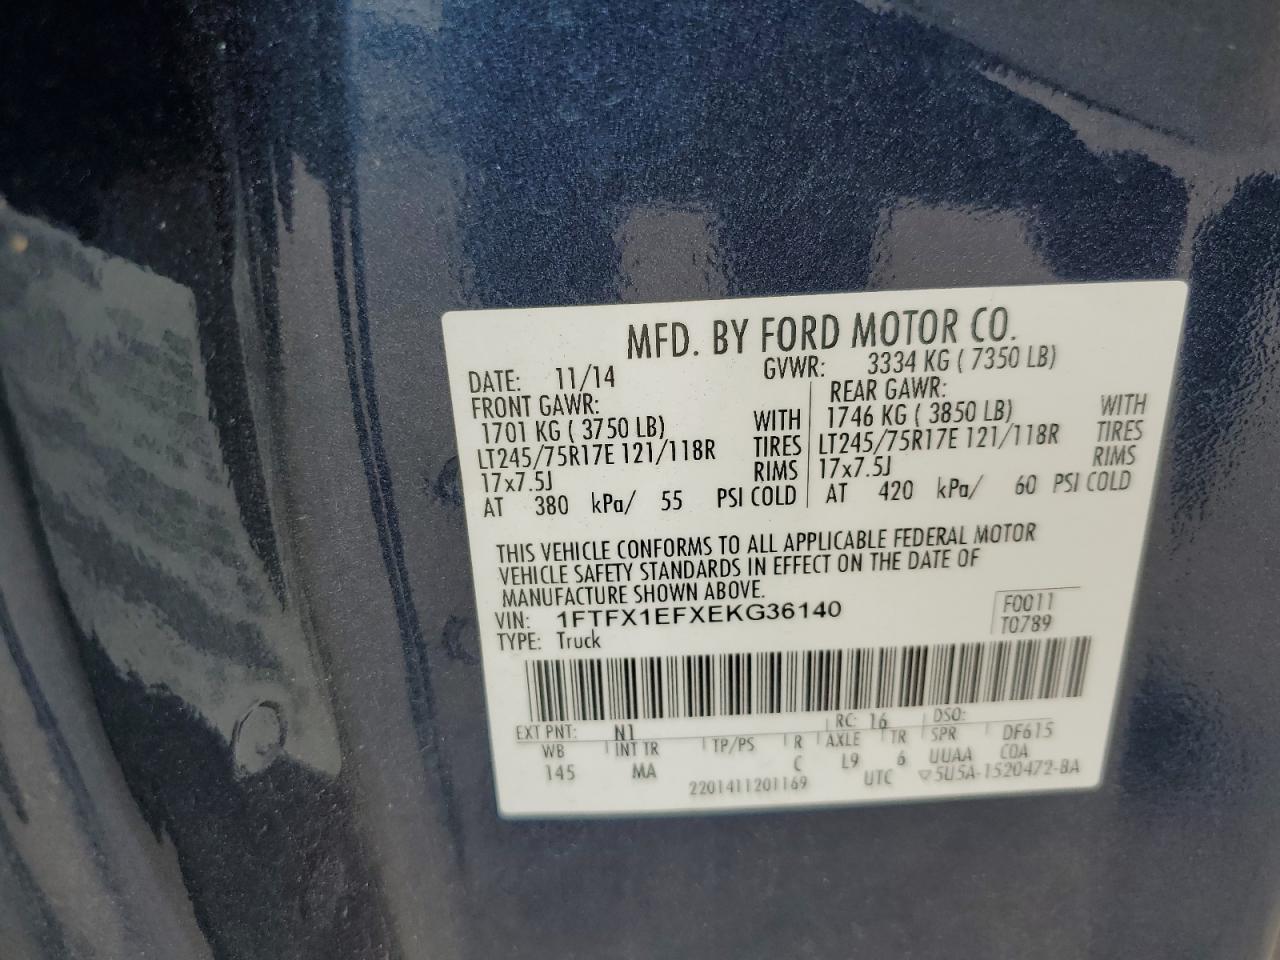 MFD. BY FORD MOTOR CO.
DATE: 11/14 GVWR: 3334 KG ( 7350 LB)
FRONT GAWR: REAR GAWR:
1701 KG ( 3750 LB) WITH 1746 KG ( 3850 LB) WITH
LT245/75R17E 121/118R TIRES LT245/75R17E 121/118R TIRES
17x7.5J RIMS 17x7.5J RIMS
AT 380 kPa/ 55 PSI COLD AT 420 kPa/ 60 PSI COLD
THIS VEHICLE CONFORMS TO ALL APPLICABLE FEDERAL MOTOR
VEHICLE SAFETY STANDARDS IN EFFECT ON THE DATE OF
MANUFACTURE SHOWN ABOVE.
VIN: 1FTFX1EFXEKG36140 F0011
TYPE: Truck T0789
EXT PNT: N1 RC: 16 DSO: DF615
WB INT TR TP/PS R AXLE TR SPR COA
145 MA C L9 6 UUAA
2201411201169 UTC ▽5U5A-1520472-BA